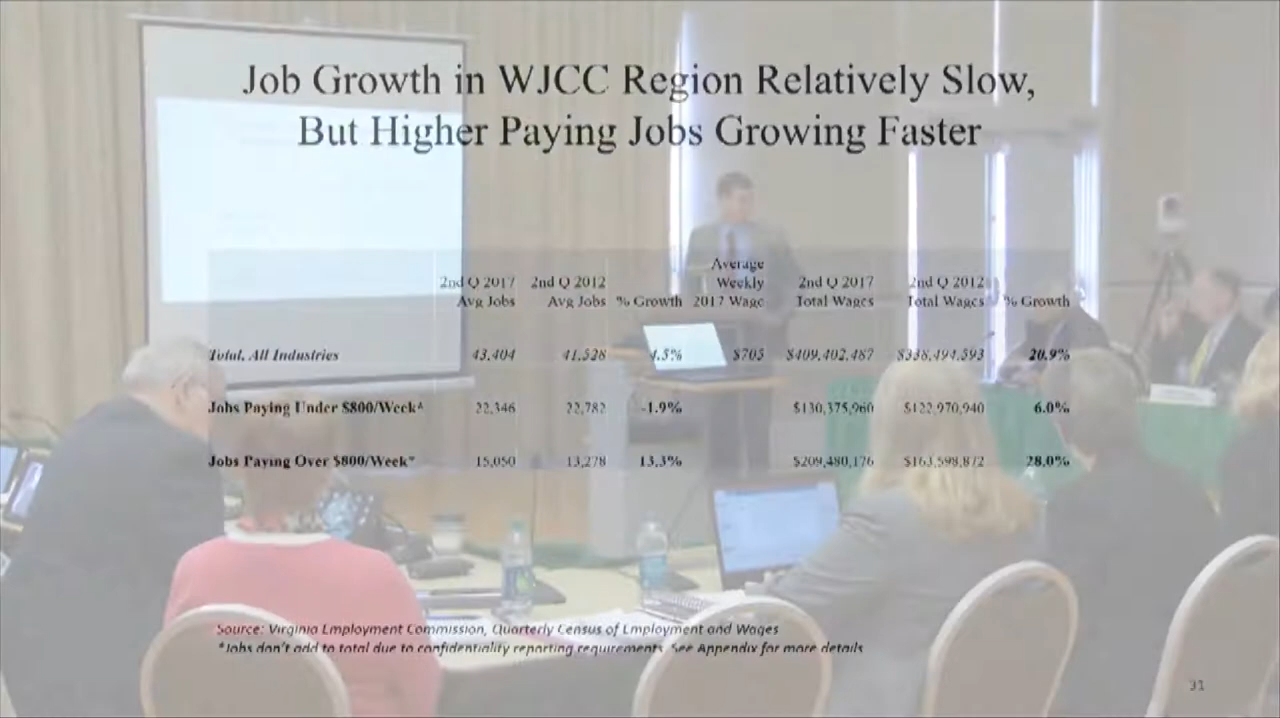 Job Growth in WJCC Region Relatively Slow,
But Higher Paying Jobs Growing Faster
2nd Q 2017 Avg Jobs 2nd Q 2012 Avg Jobs % Growth Average Weekly 2017 Wage 2nd Q 2017 Total Wages 2nd Q 2012 Total Wages % Growth
Total, All Industries 43,404 41,528 4.5% $705 $409,402,487 $338,494,593 20.9%
Jobs Paying Under $800/Week* 22,346 22,782 -1.9% $130,375,960 $122,970,940 6.0%
Jobs Paying Over $800/Week* 15,050 13,278 13.3% $209,480,176 $163,598,872 28.0%
Source: Virginia Employment Commission, Quarterly Census of Employment and Wages
*Jobs don't add to total due to confidentiality reporting requirements. See Appendix for more details
31